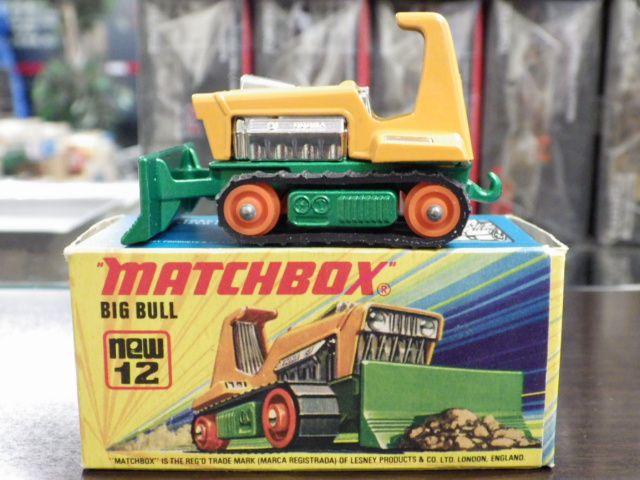 "MATCHBOX"®
BIG BULL
new
12
"MATCHBOX" IS THE REG'D TRADE MARK (MARCA REGISTRADA) OF LESNEY PRODUCTS & CO. LTD. LONDON, ENGLAND.